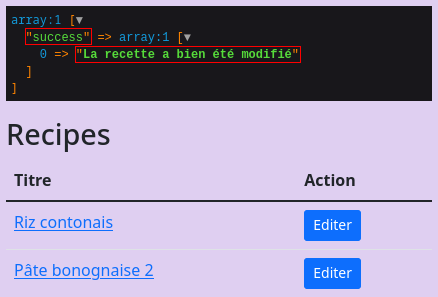 array:1 [▼
"success" => array:1 [▼
0 => "La recette a bien été modifié"
]
]
Recipes
Titre Action
Riz contonais Editer
Pâte bonognaise 2 Editer